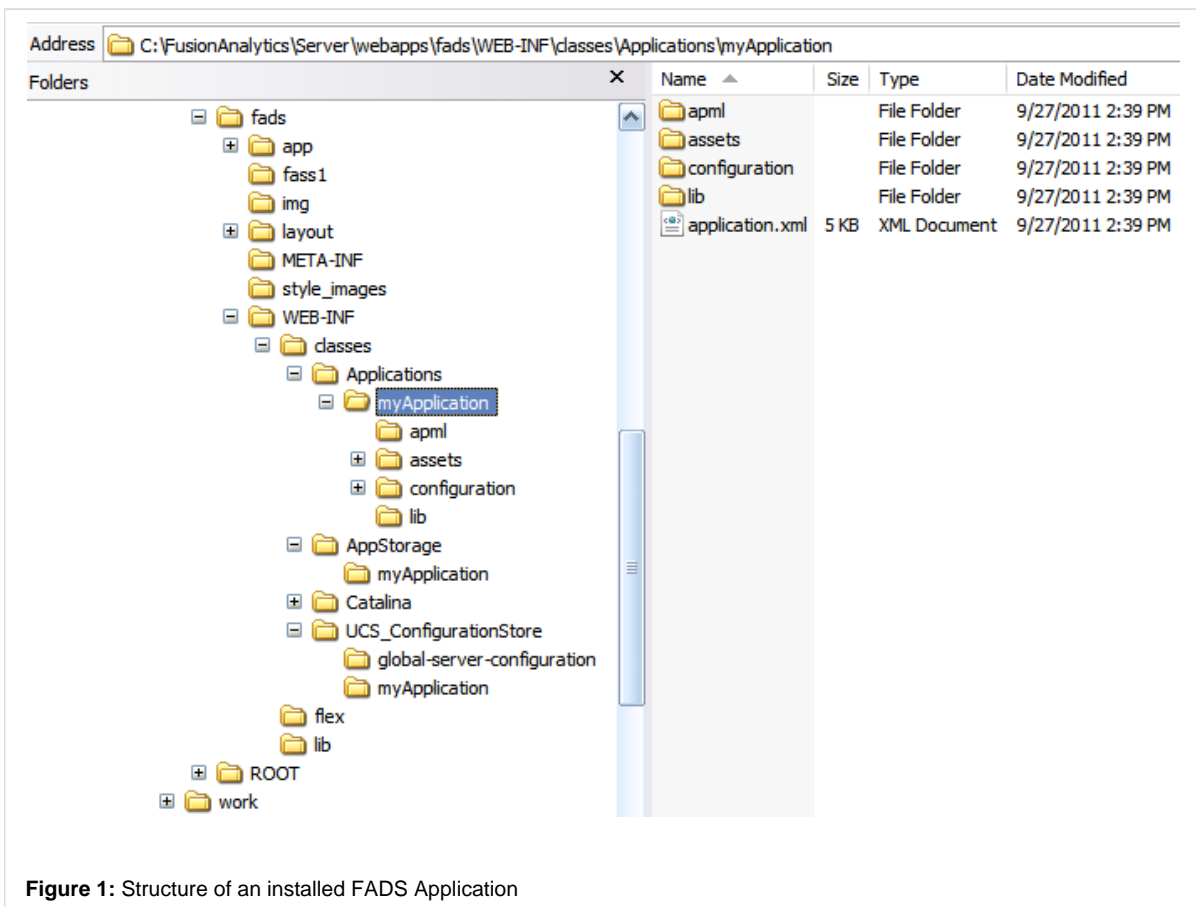 Address C:\FusionAnalytics\Server\webapps\fads\WEB-INF\classes\Applications\myApplication
Folders
fads
app
fass1
img
layout
META-INF
style_images
WEB-INF
classes
Applications
myApplication
apml
assets
configuration
lib
AppStorage
myApplication
Catalina
UCS_ConfigurationStore
global-server-configuration
myApplication
flex
lib
ROOT
work
Name Size Type Date Modified
apml File Folder 9/27/2011 2:39 PM
assets File Folder 9/27/2011 2:39 PM
configuration File Folder 9/27/2011 2:39 PM
lib File Folder 9/27/2011 2:39 PM
application.xml 5 KB XML Document 9/27/2011 2:39 PM
Figure 1: Structure of an installed FADS Application